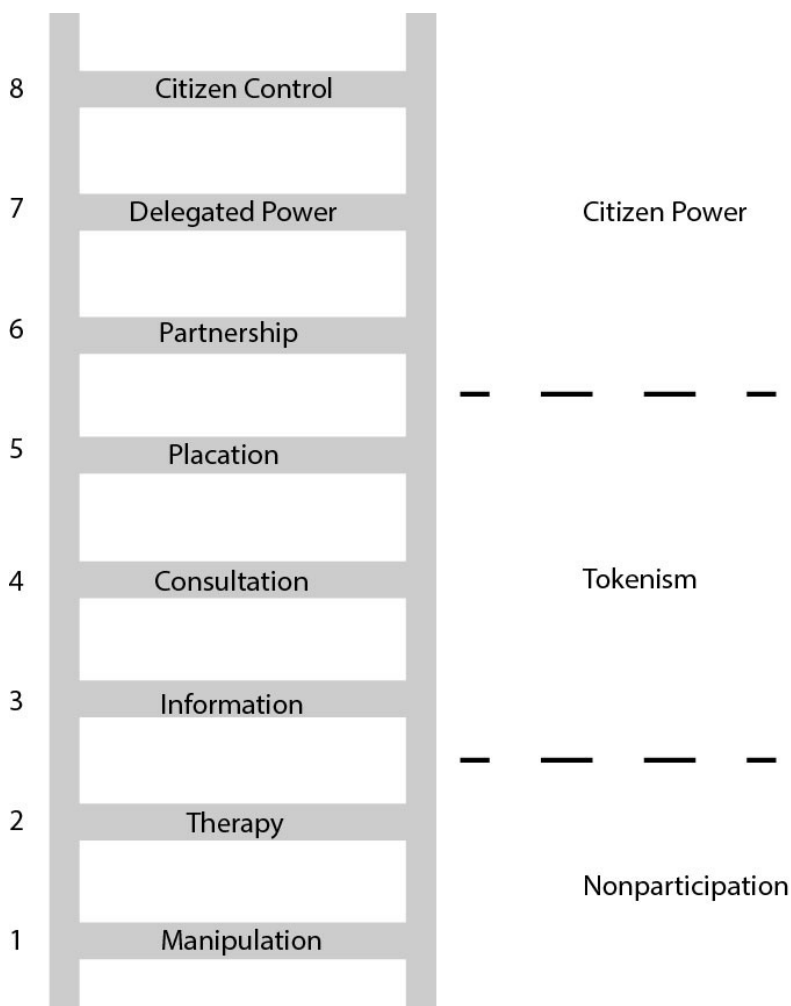 8 Citizen Control
7 Delegated Power Citizen Power
6 Partnership
5 Placation
4 Consultation Tokenism
3 Information
2 Therapy
Nonparticipation
1 Manipulation